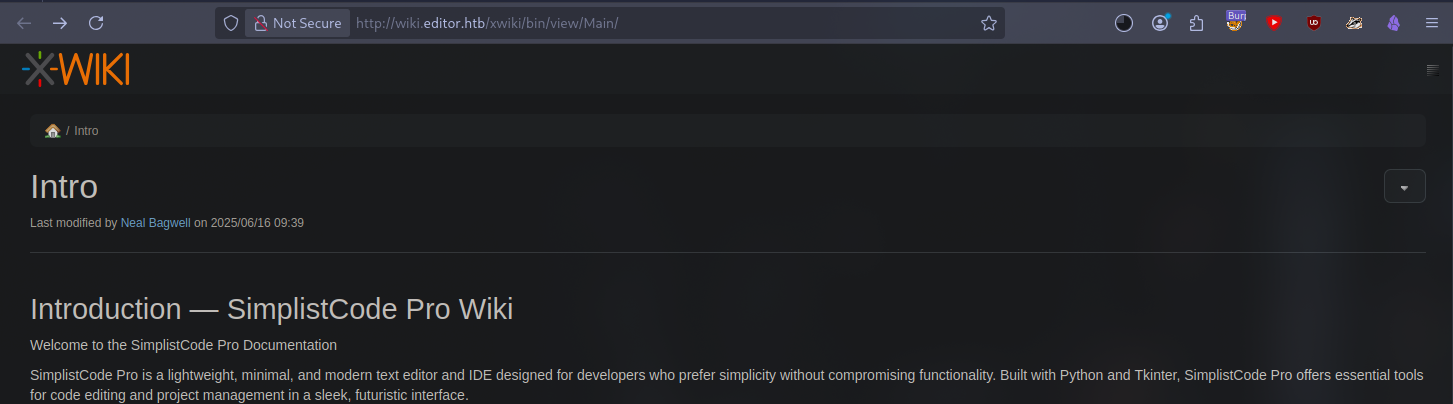 Not Secure http://wiki.editor.htb/xwiki/bin/view/Main/
Burj
UD
X-WIKI
/ Intro
Intro
Last modified by Neal Bagwell on 2025/06/16 09:39
Introduction — SimplistCode Pro Wiki
Welcome to the SimplistCode Pro Documentation
SimplistCode Pro is a lightweight, minimal, and modern text editor and IDE designed for developers who prefer simplicity without compromising functionality. Built with Python and Tkinter, SimplistCode Pro offers essential tools
for code editing and project management in a sleek, futuristic interface.